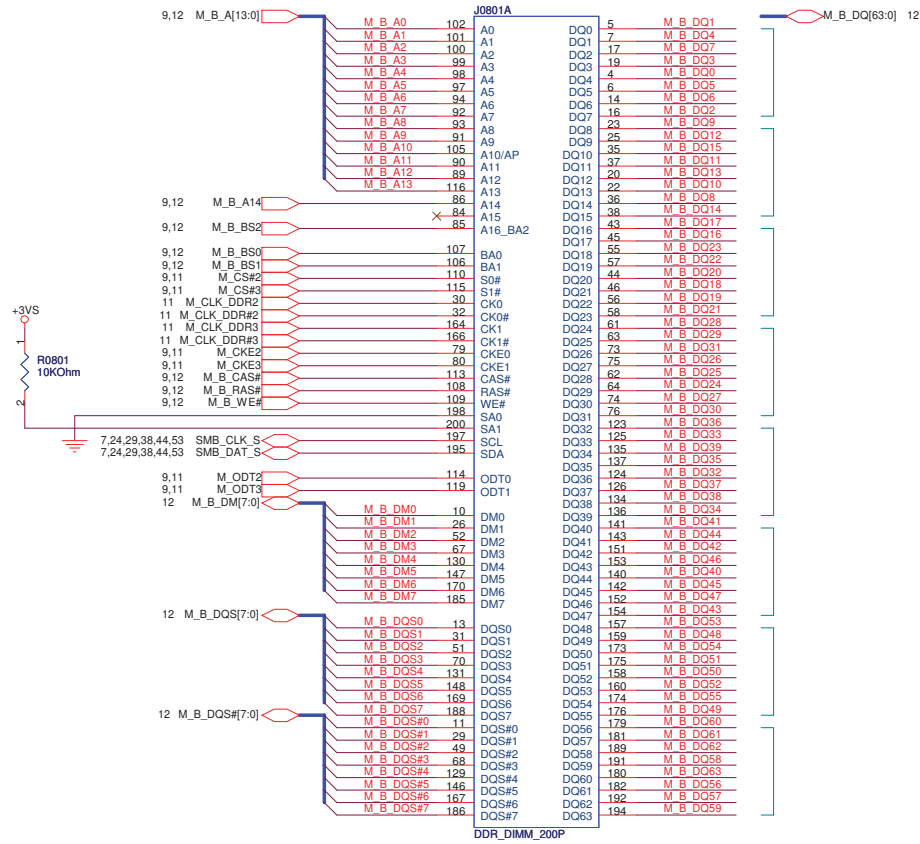 J0801A
9,12 M_B_A[13:0]
M_B_DQ[63:0] 12
M_B_A0 102 A0 DQ0 5 M_B_DQ1
M_B_A1 101 A1 DQ1 7 M_B_DQ4
M_B_A2 100 A2 DQ2 17 M_B_DQ7
M_B_A3 99 A3 DQ3 19 M_B_DQ3
M_B_A4 98 A4 DQ4 4 M_B_DQ0
M_B_A5 97 A5 DQ5 6 M_B_DQ5
M_B_A6 94 A6 DQ6 14 M_B_DQ6
M_B_A7 92 A7 DQ7 16 M_B_DQ2
M_B_A8 93 A8 DQ8 23 M_B_DQ9
M_B_A9 91 A9 DQ9 25 M_B_DQ12
M_B_A10 105 A10/AP DQ10 35 M_B_DQ15
M_B_A11 90 A11 DQ11 37 M_B_DQ11
M_B_A12 89 A12 DQ12 20 M_B_DQ13
M_B_A13 116 A13 DQ13 22 M_B_DQ10
9,12 M_B_A14 86 A14 DQ14 36 M_B_DQ8
84 A15 DQ15 38 M_B_DQ14
9,12 M_B_BS2 85 A16_BA2 DQ16 43 M_B_DQ17
DQ17 45 M_B_DQ16
9,12 M_B_BS0 107 BA0 DQ18 55 M_B_DQ23
9,12 M_B_BS1 106 BA1 DQ19 57 M_B_DQ22
9,11 M_CS#2 110 S0# DQ20 44 M_B_DQ20
9,11 M_CS#3 115 S1# DQ21 46 M_B_DQ18
11 M_CLK_DDR2 30 CK0 DQ22 56 M_B_DQ19
11 M_CLK_DDR#2 32 CK0# DQ23 58 M_B_DQ21
11 M_CLK_DDR3 164 CK1 DQ24 61 M_B_DQ28
11 M_CLK_DDR#3 166 CK1# DQ25 63 M_B_DQ29
9,11 M_CKE2 79 CKE0 DQ26 73 M_B_DQ31
9,11 M_CKE3 80 CKE1 DQ27 75 M_B_DQ26
9,12 M_B_CAS# 113 CAS# DQ28 62 M_B_DQ25
9,12 M_B_RAS# 108 RAS# DQ29 64 M_B_DQ24
9,12 M_B_WE# 109 WE# DQ30 74 M_B_DQ27
198 SA0 DQ31 76 M_B_DQ30
200 SA1 DQ32 123 M_B_DQ36
+3VS
1
R0801
10KOhm
2
7,24,29,38,44,53 SMB_CLK_S 197 SCL DQ33 125 M_B_DQ33
7,24,29,38,44,53 SMB_DAT_S 195 SDA DQ34 135 M_B_DQ39
DQ35 137 M_B_DQ35
9,11 M_ODT2 114 ODT0 DQ36 124 M_B_DQ32
9,11 M_ODT3 119 ODT1 DQ37 126 M_B_DQ37
12 M_B_DM[7:0] DQ38 134 M_B_DQ38
M_B_DM0 10 DM0 DQ39 136 M_B_DQ34
M_B_DM1 26 DM1 DQ40 141 M_B_DQ41
M_B_DM2 52 DM2 DQ41 143 M_B_DQ44
M_B_DM3 67 DM3 DQ42 151 M_B_DQ42
M_B_DM4 130 DM4 DQ43 153 M_B_DQ46
M_B_DM5 147 DM5 DQ44 140 M_B_DQ40
M_B_DM6 170 DM6 DQ45 142 M_B_DQ45
M_B_DM7 185 DM7 DQ46 152 M_B_DQ47
12 M_B_DQS[7:0] DQ47 154 M_B_DQ43
M_B_DQS0 13 DQS0 DQ48 157 M_B_DQ53
M_B_DQS1 31 DQS1 DQ49 159 M_B_DQ48
M_B_DQS2 51 DQS2 DQ50 173 M_B_DQ54
M_B_DQS3 70 DQS3 DQ51 175 M_B_DQ51
M_B_DQS4 131 DQS4 DQ52 158 M_B_DQ50
M_B_DQS5 148 DQS5 DQ53 160 M_B_DQ52
M_B_DQS6 169 DQS6 DQ54 174 M_B_DQ55
M_B_DQS7 188 DQS7 DQ55 176 M_B_DQ49
12 M_B_DQS#[7:0]
M_B_DQS#0 11 DQS#0 DQ56 179 M_B_DQ60
M_B_DQS#1 29 DQS#1 DQ57 181 M_B_DQ61
M_B_DQS#2 49 DQS#2 DQ58 189 M_B_DQ62
M_B_DQS#3 68 DQS#3 DQ59 191 M_B_DQ58
M_B_DQS#4 129 DQS#4 DQ60 180 M_B_DQ63
M_B_DQS#5 146 DQS#5 DQ61 182 M_B_DQ56
M_B_DQS#6 167 DQS#6 DQ62 192 M_B_DQ57
M_B_DQS#7 186 DQS#7 DQ63 194 M_B_DQ59
DDR_DIMM_200P